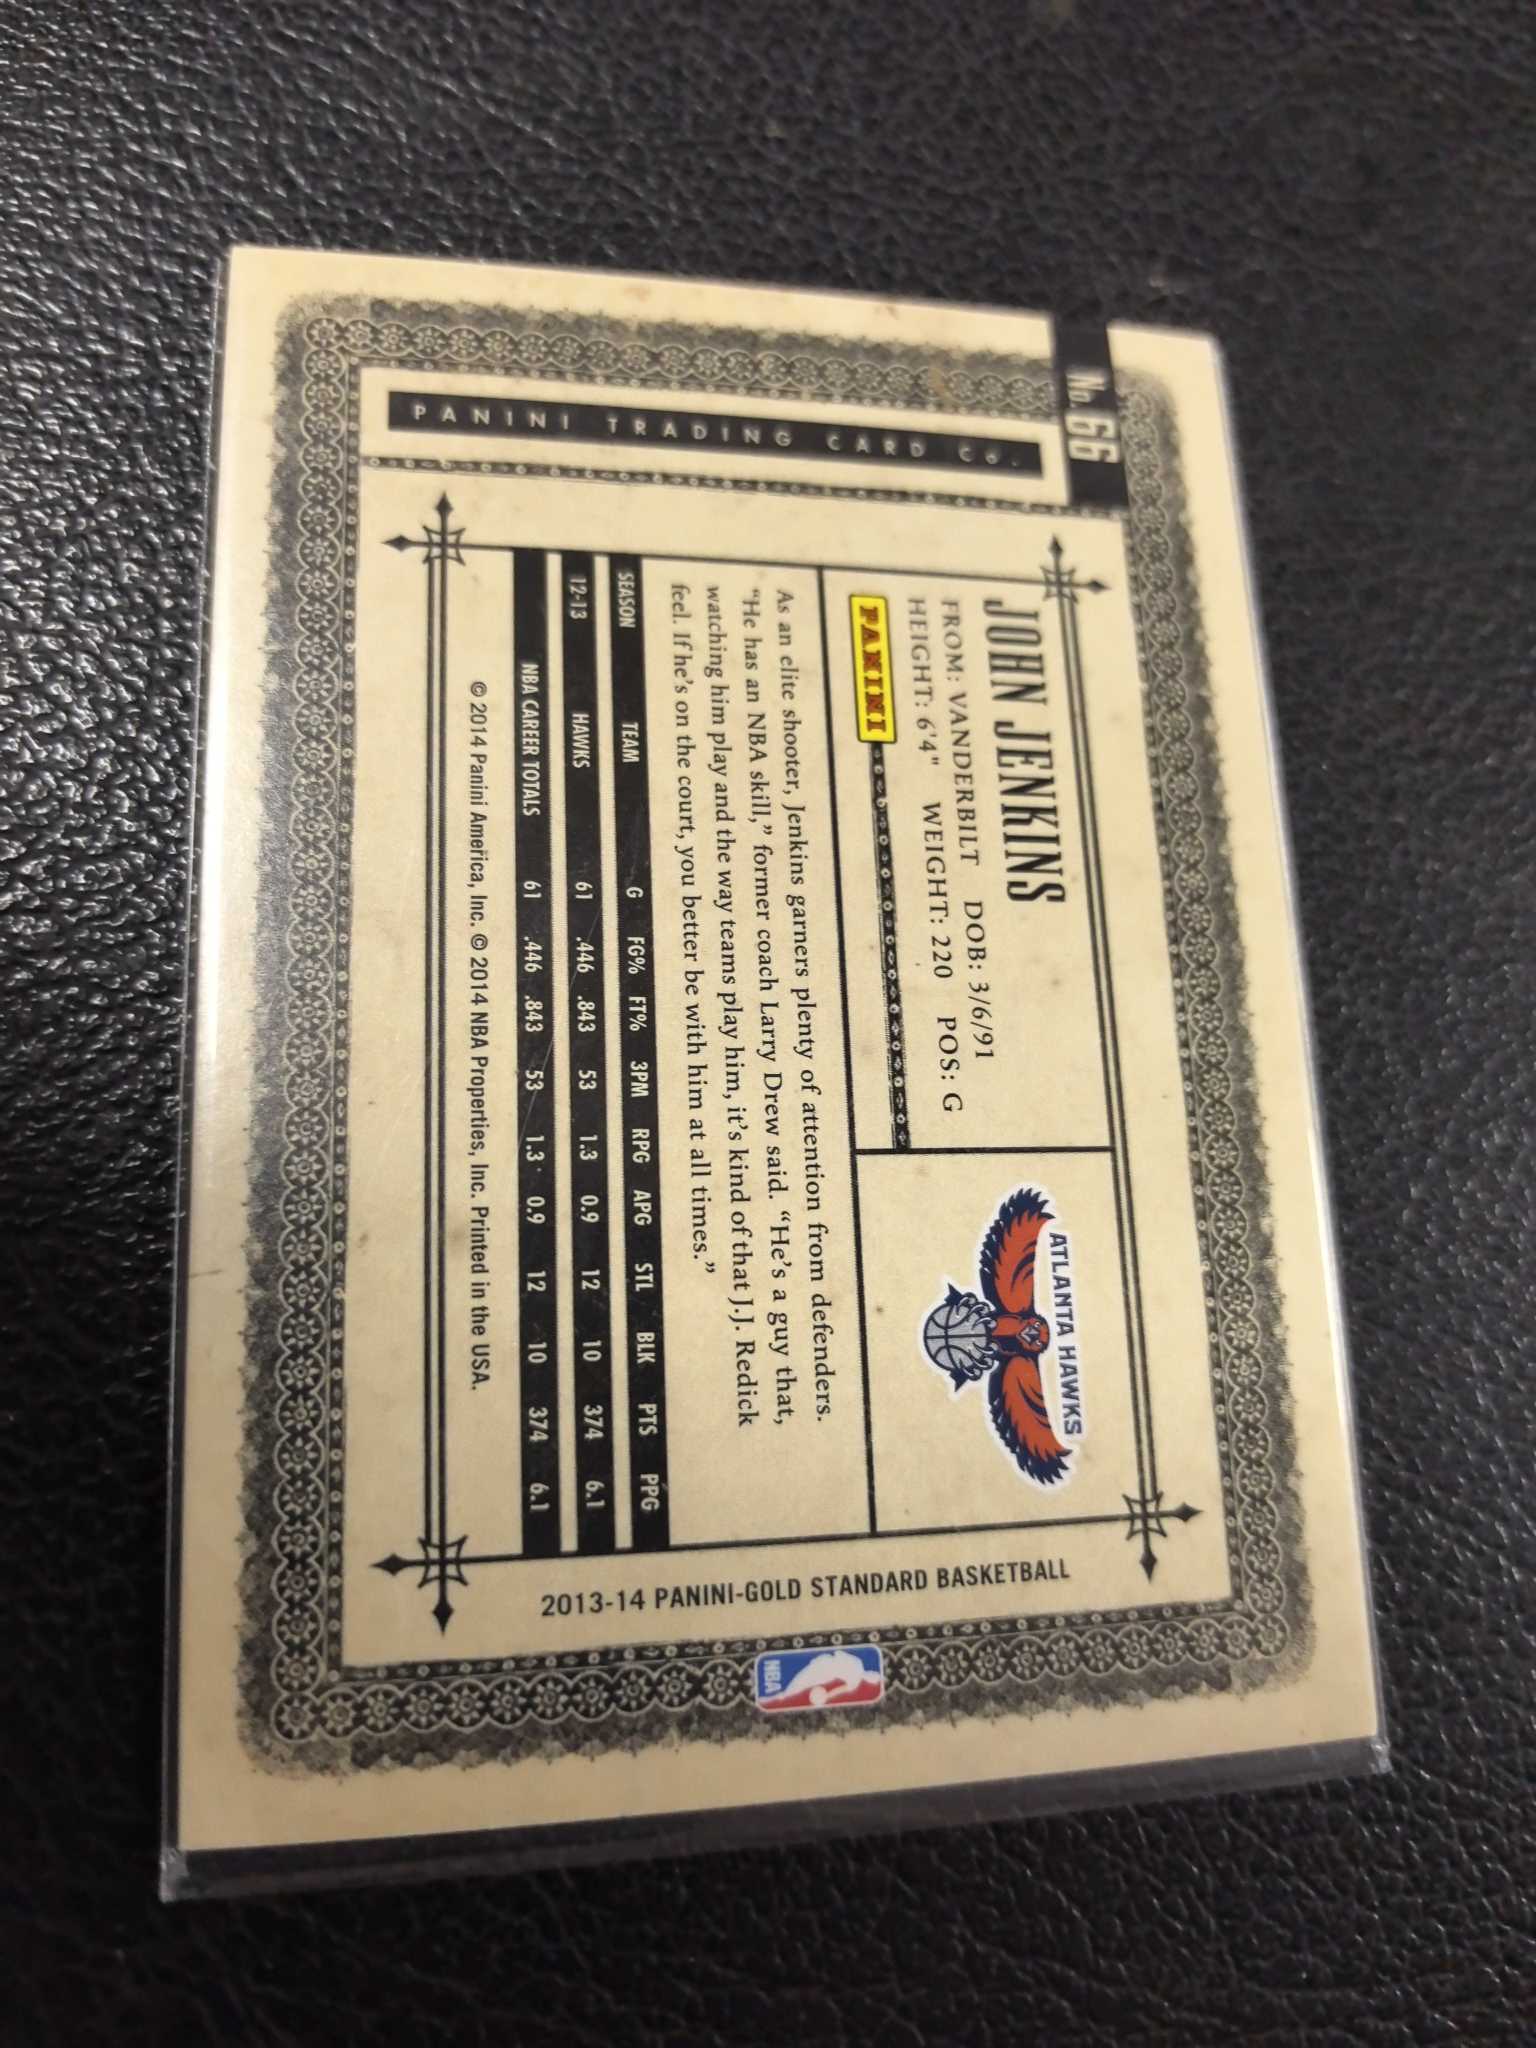 No. 66
PANINI TRADING CARD Co.
JOHN JENKINS
FROM: VANDERBILT DOB: 3/6/91
HEIGHT: 6'4" WEIGHT: 220 POS: G
PANINI
ATLANTA HAWKS
As an elite shooter, Jenkins garners plenty of attention from defenders.
“He has an NBA skill,” former coach Larry Drew said. “He’s a guy that,
watching him play and the way teams play him, it’s kind of that J.J. Redick
feel. If he’s on the court, you better be with him at all times.”
SEASON TEAM G FG% FT% 3PM RPG APG STL BLK PTS PPG
12-13 HAWKS 61 .446 .843 53 1.3 0.9 12 10 374 6.1
NBA CAREER TOTALS 61 .446 .843 53 1.3 0.9 12 10 374 6.1
© 2014 Panini America, Inc. © 2014 NBA Properties, Inc. Printed in the USA.
2013-14 PANINI-GOLD STANDARD BASKETBALL
NBA